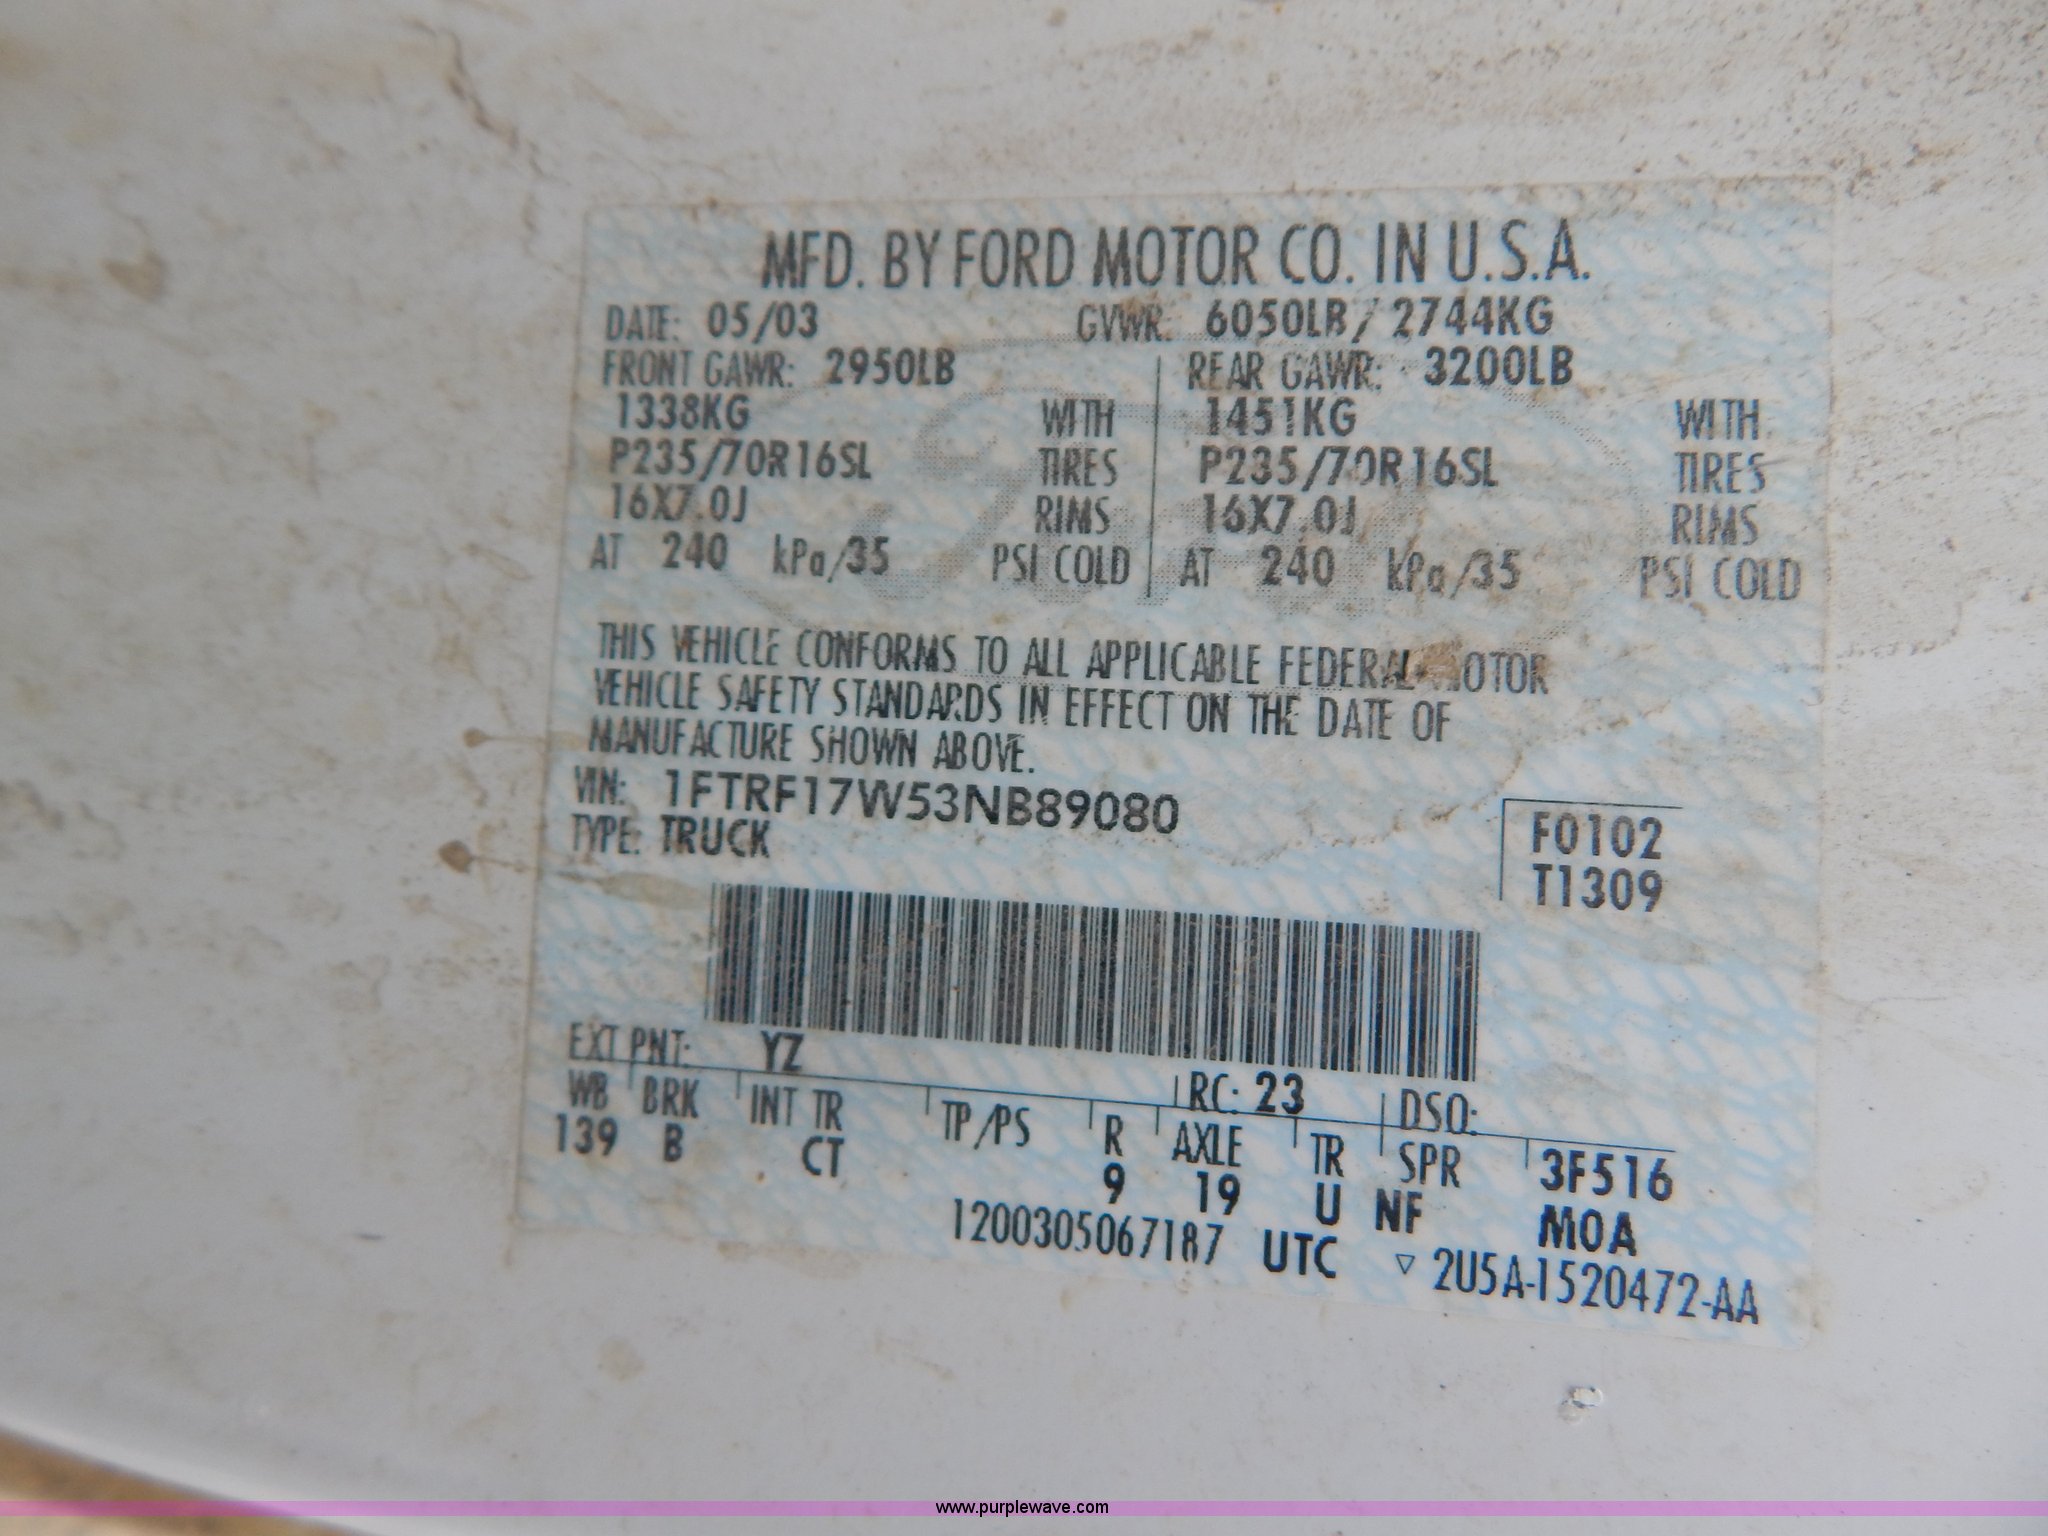 MFD. BY FORD MOTOR CO. IN U.S.A.
DATE: 05/03 GVWR: 6050LB/ 2744KG
FRONT GAWR: 2950LB REAR GAWR: 3200LB
1338KG WITH 1451KG WITH
P235/70R16SL TIRES P235/70R16SL TIRES
16X7.0J RIMS 16X7.0J RIMS
AT 240 kPa/35 PSI COLD AT 240 kPa/35 PSI COLD
THIS VEHICLE CONFORMS TO ALL APPLICABLE FEDERAL MOTOR
VEHICLE SAFETY STANDARDS IN EFFECT ON THE DATE OF
MANUFACTURE SHOWN ABOVE.
VIN: 1FTRF17W53NB89080
TYPE: TRUCK
F0102
T1309
EXT PNT: YZ RC: 23 DSO:
WB BRK INT TR TP/PS R AXLE TR SPR 3F516
139 B CT 9 19 U NF M0A
1200305067187 UTC ▽ 2U5A-1520472-AA
www.purplewave.com